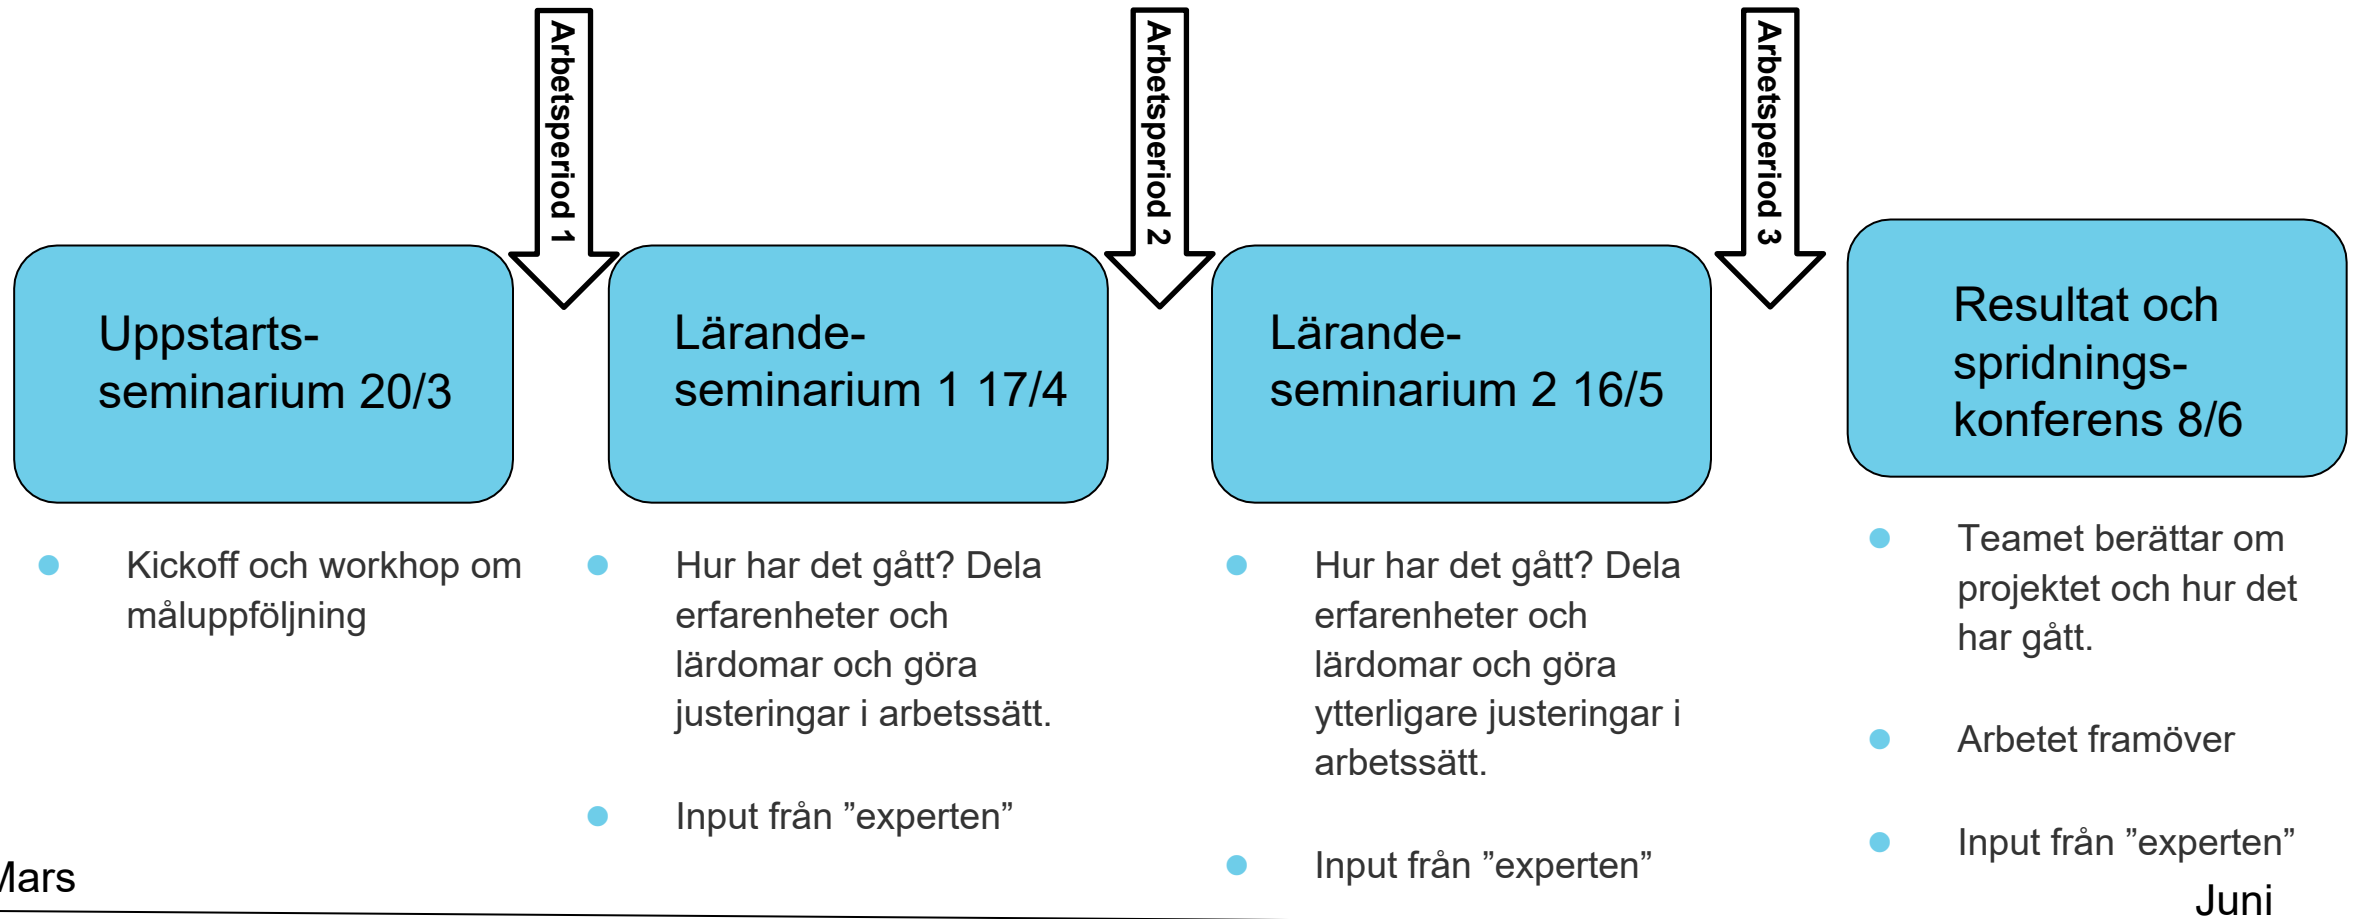 Arbetsperiod 1
Arbetsperiod 2
Arbetsperiod 3
Uppstarts-
seminarium 20/3
Lärande-
seminarium 1 17/4
Lärande-
seminarium 2 16/5
Resultat och
spridnings-
konferens 8/6
Kickoff och workhop om
måluppföljning
Hur har det gått? Dela
erfarenheter och
lärdomar och göra
justeringar i arbetssätt.
Input från ”experten”
Hur har det gått? Dela
erfarenheter och
lärdomar och göra
ytterligare justeringar i
arbetssätt.
Input från ”experten”
Teamet berättar om
projektet och hur det
har gått.
Arbetet framöver
Input från ”experten”
Mars
Juni